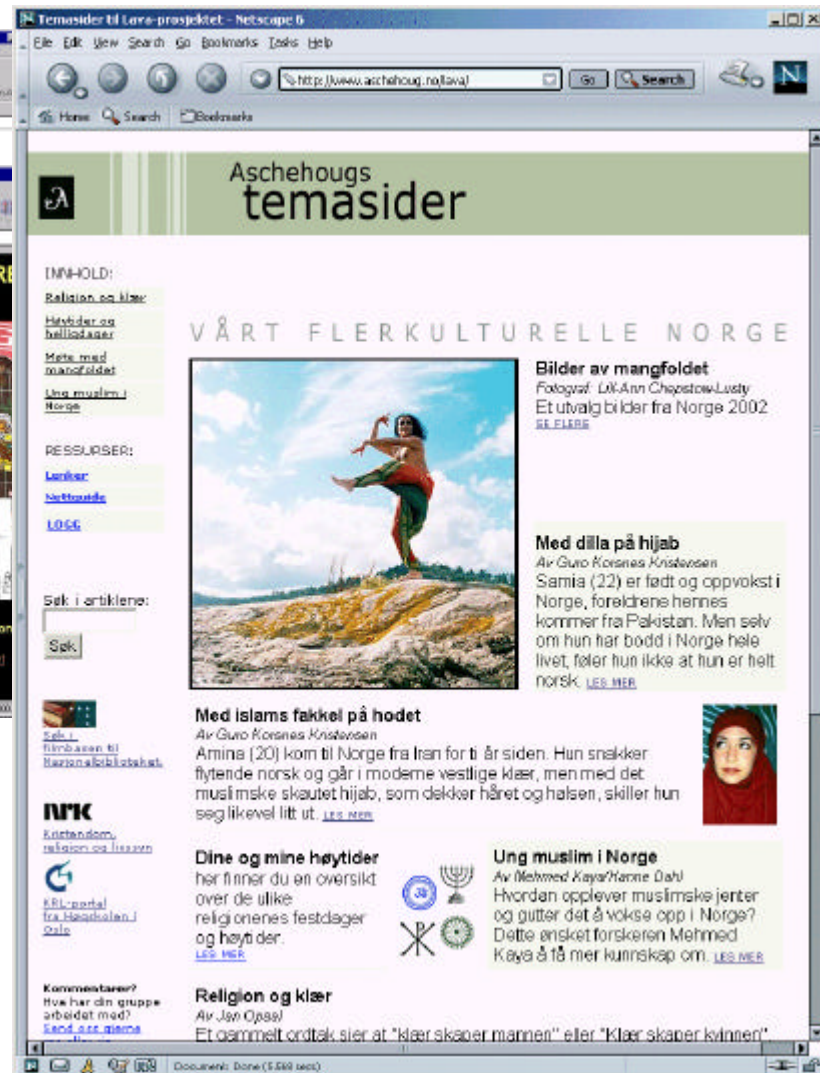 Temasider til Lava-prosjektet - Netscape 6
File Edit View Search Go Bookmarks Tasks Help
http://www.aschehoug.no/lava/
Go
Search
N
Home Search Bookmarks
Aschehougs
temasider
INNHOLD:
Religion og klær
Høytider og
helligdager
Møte med
mangfoldet
Ung muslim i
Norge
RESSURSER:
Lenker
Nettguide
LOGG
Søk i artiklene:
Søk
Søk i
filmbasen til
Nasjonalbiblioteket.
NRK
Kristendom,
religion og livssyn
KRL-portal
fra Høgskolen i
Oslo
Kommentarer?
Hva har din gruppe
arbeidet med?
Send oss gjerne
VÅRT FLERKULTURELLE NORGE
Bilder av mangfoldet
Fotograf: Lill-Ann Chepstow-Lusty
Et utvalg bilder fra Norge 2002
SE FLERE
Med dilla på hijab
Av Guro Korsnes Kristensen
Samia (22) er født og oppvokst i
Norge, foreldrene hennes
kommer fra Pakistan. Men selv
om hun har bodd i Norge hele
livet, føler hun ikke at hun er helt
norsk. LES MER
Med islams fakkel på hodet
Av Guro Korsnes Kristensen
Amina (20) kom til Norge fra Iran for ti år siden. Hun snakker
flytende norsk og går i moderne vestlige klær, men med det
muslimske skautet hijab, som dekker håret og halsen, skiller hun
seg likevel litt ut. LES MER
Dine og mine høytider
her finner du en oversikt
over de ulike
religionenes festdager
og høytider.
LES MER
Ung muslim i Norge
Av Mehmed Kaya/Hanne Dahl
Hvordan opplever muslimske jenter
og gutter det å vokse opp i Norge?
Dette ønsket forskeren Mehmed
Kaya å få mer kunnskap om. LES MER
Religion og klær
Av Jan Opsal
Et gammelt ordtak sier at "klær skaper mannen" eller "Klær skaper kvinnen".
Document: Done (5.568 secs)